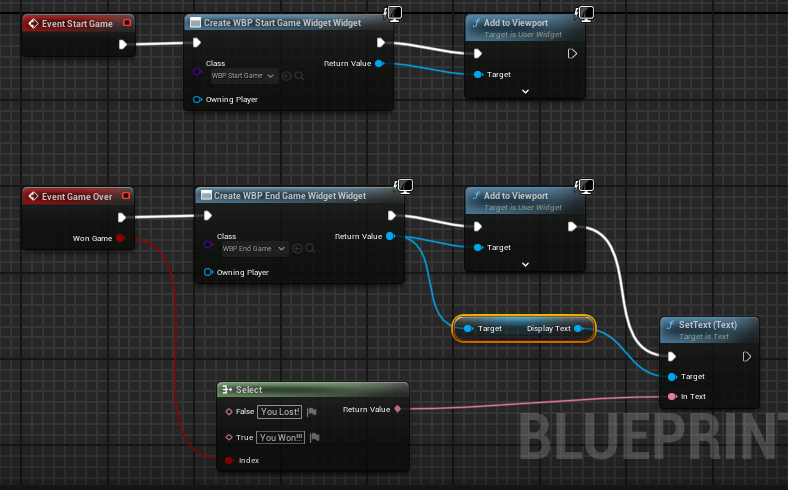 Event Start Game
Create WBP Start Game Widget Widget
Class
WBP Start Game
Return Value
Owning Player
Add to Viewport
Target is User Widget
Target
Event Game Over
Won Game
Create WBP End Game Widget Widget
Class
WBP End Game
Return Value
Owning Player
Add to Viewport
Target is User Widget
Target
Target Display Text
SetText (Text)
Target is Text
Target
In Text
Select
False You Lost!
Return Value
True You Won!!!
Index
BLUEPRINT